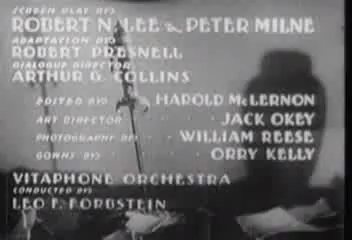 SCREEN PLAY BY
ROBERT N. LEE & PETER MILNE
ADAPTATION BY
ROBERT PRESNELL
DIALOGUE DIRECTOR
ARTHUR G. COLLINS
EDITED BY HAROLD McLERNON
ART DIRECTOR JACK OKEY
PHOTOGRAPHY BY WILLIAM REESE
GOWNS BY ORRY KELLY
VITAPHONE ORCHESTRA
CONDUCTED BY
LEO F. FORBSTEIN